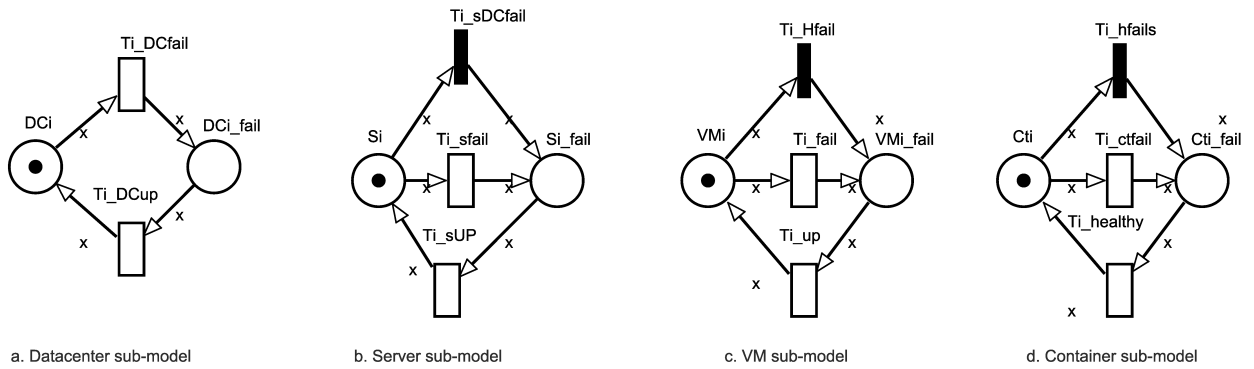 Ti_DCfail
DCi
x
x
DCi_fail
Ti_DCup
x
x
a. Datacenter sub-model
Ti_sDCfail
x
x
Si
Ti_sfail
Si_fail
x
x
Ti_sUP
x
x
b. Server sub-model
Ti_Hfail
x
x
VMi
Ti_fail
VMi_fail
x
x
Ti_up
x
x
c. VM sub-model
Ti_hfails
x
x
Cti
Ti_ctfail
Cti_fail
x
x
Ti_healthy
x
x
d. Container sub-model